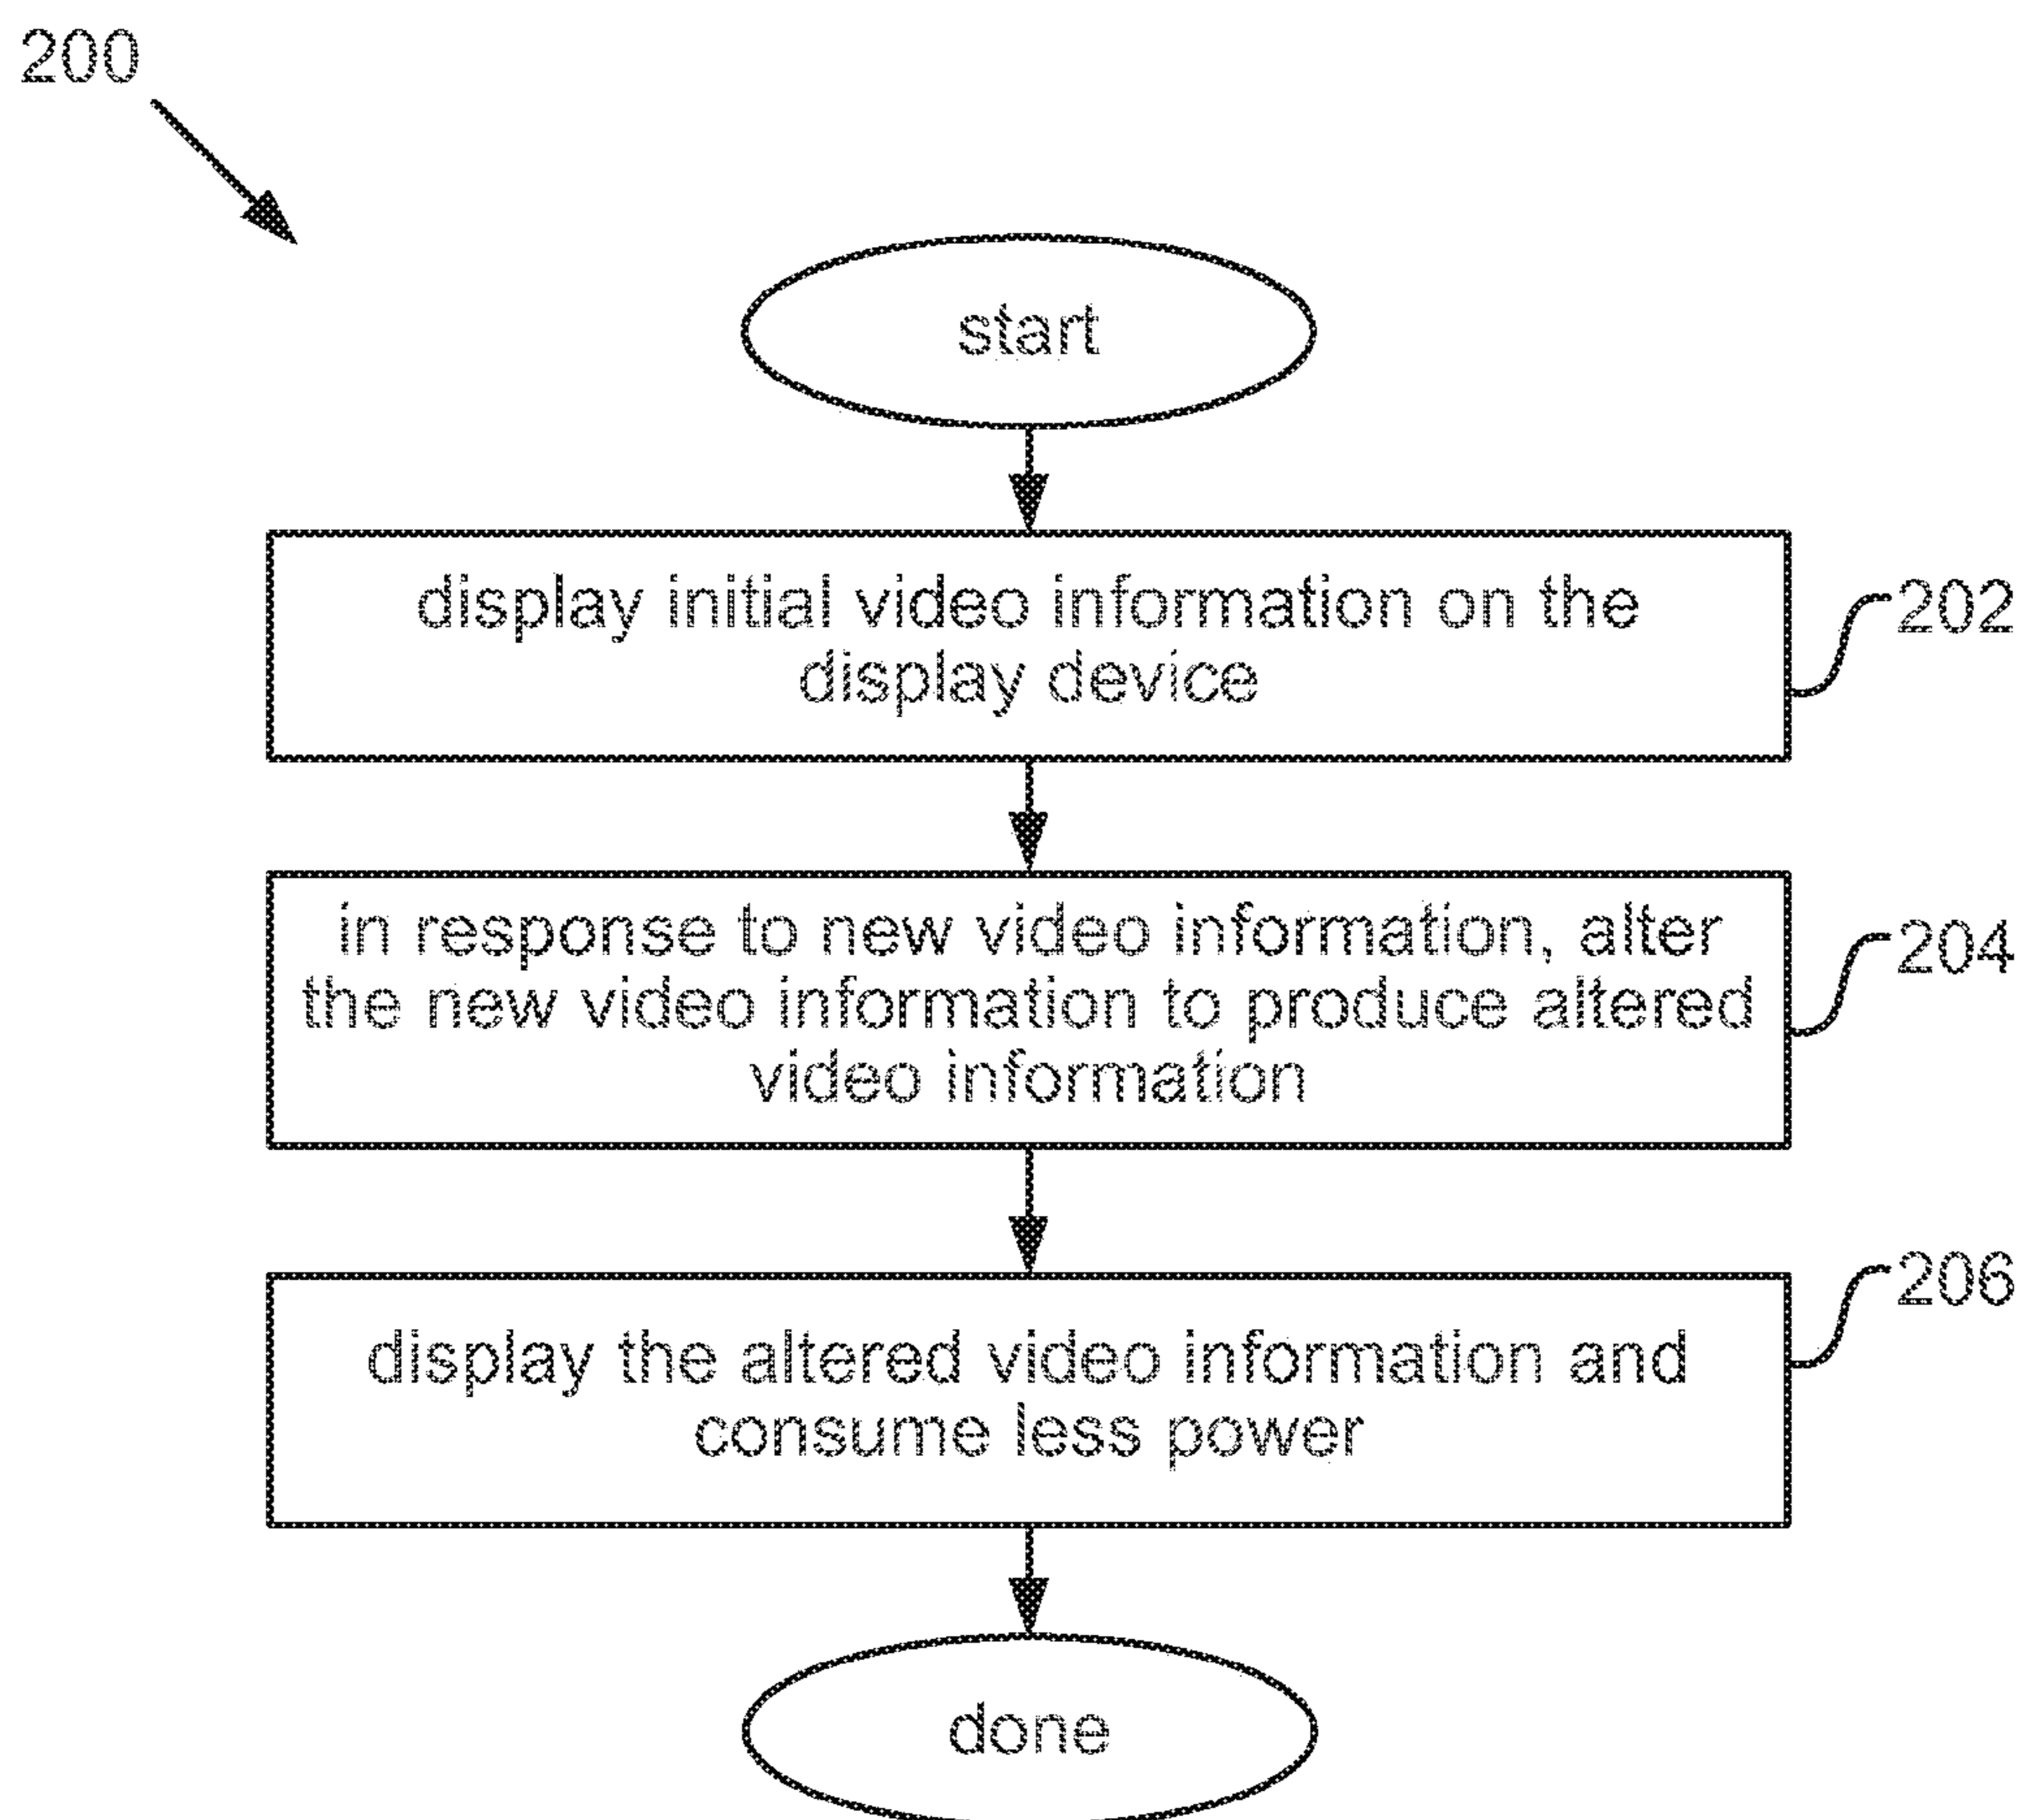 200
start
display initial video information on the
display device
202
in response to new video information, alter
the new video information to produce altered
video information
204
display the altered video information and
consume less power
206
done